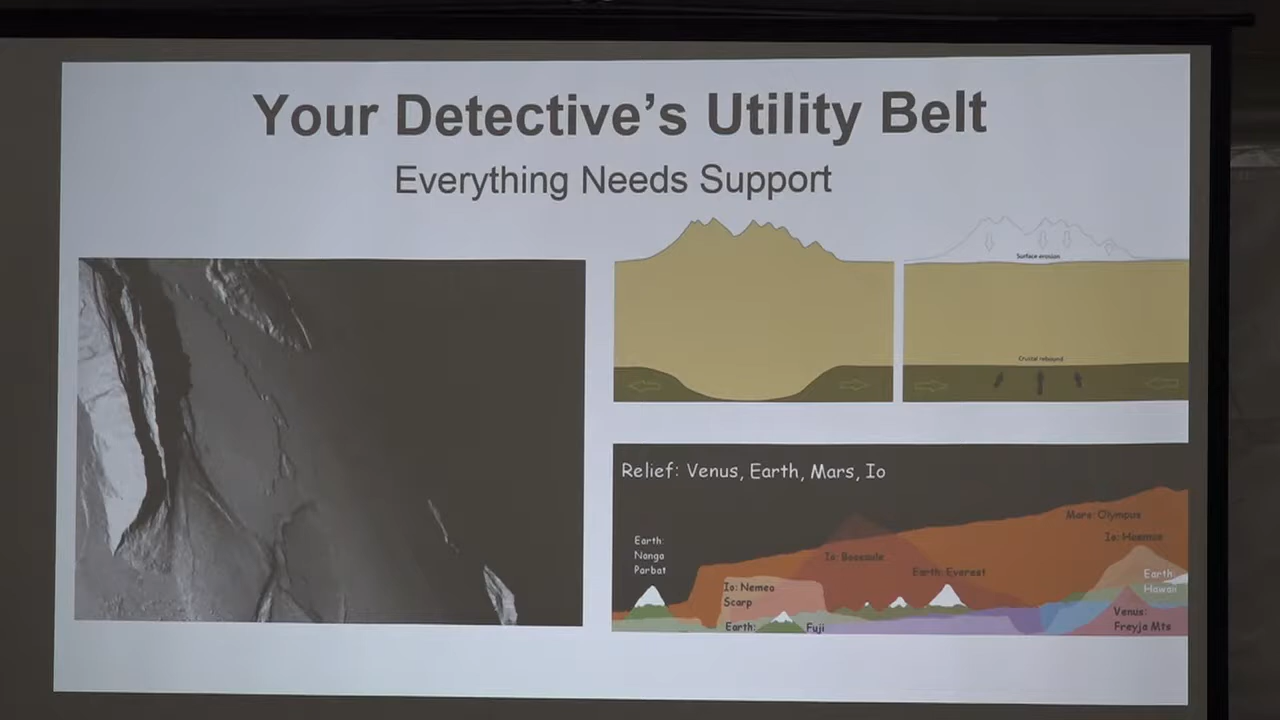 Your Detective's Utility Belt
Everything Needs Support
Surface erosion
Crustal rebound
Relief: Venus, Earth, Mars, Io
Mars: Olympus
Io: Haemus
Earth:
Nanga
Parbat
Io: Boosaule
Earth: Everest
Earth:
Hawaii
Io: Nemea
Scarp
Venus:
Freyja Mts
Earth:
Fuji